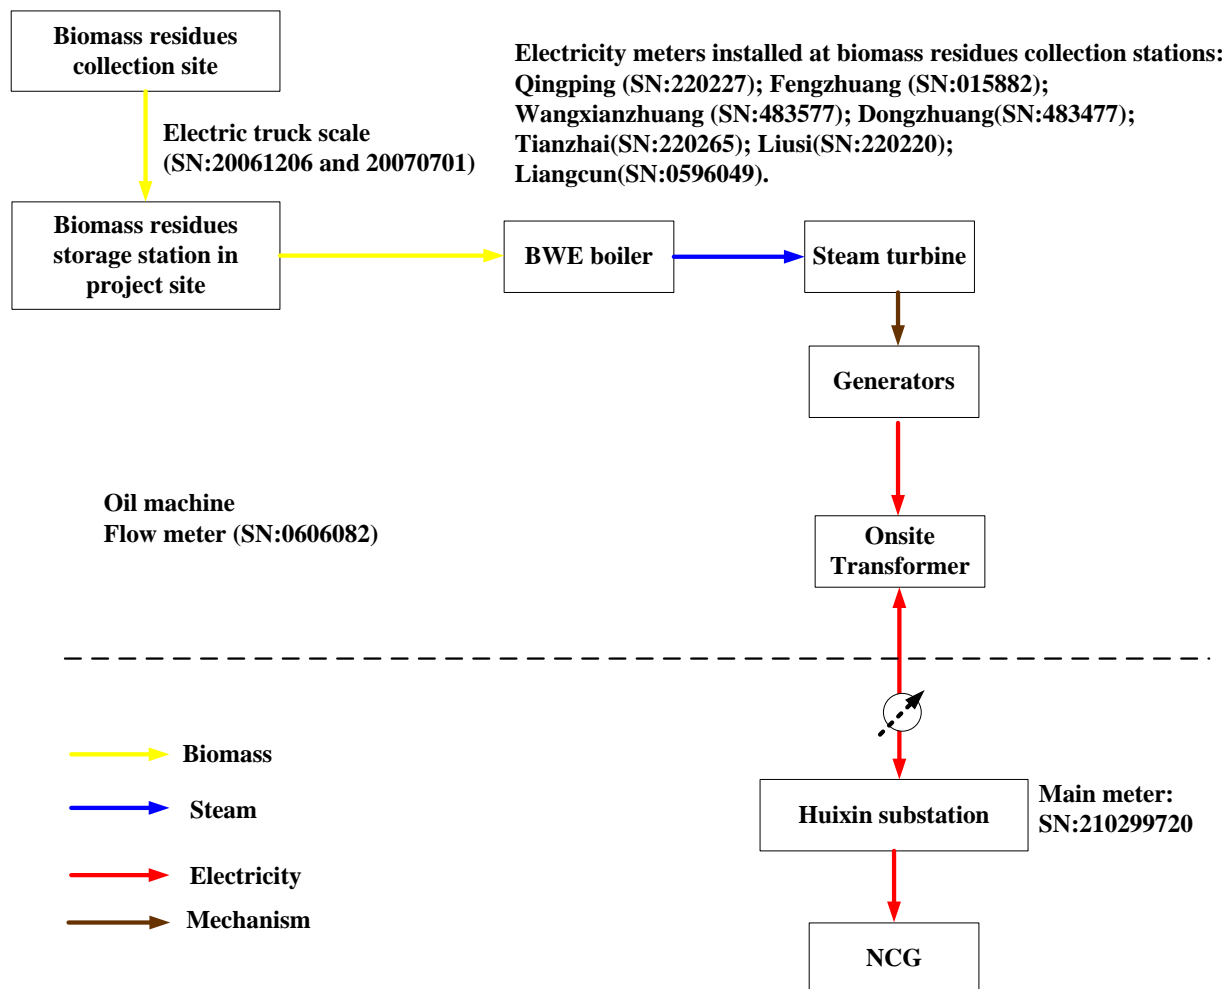 Biomass residues
collection site
Electricity meters installed at biomass residues collection stations:
Qingping (SN:220227); Fengzhuang (SN:015882);
Wangxianzhuang (SN:483577); Dongzhuang(SN:483477);
Tianzhai(SN:220265); Liusi(SN:220220);
Liangcun(SN:0596049).
Electric truck scale
(SN:20061206 and 20070701)
Biomass residues
storage station in
project site
BWE boiler
Steam turbine
Generators
Oil machine
Flow meter (SN:0606082)
Onsite
Transformer
Biomass
Steam
Electricity
Mechanism
Huixin substation
Main meter:
SN:210299720
NCG